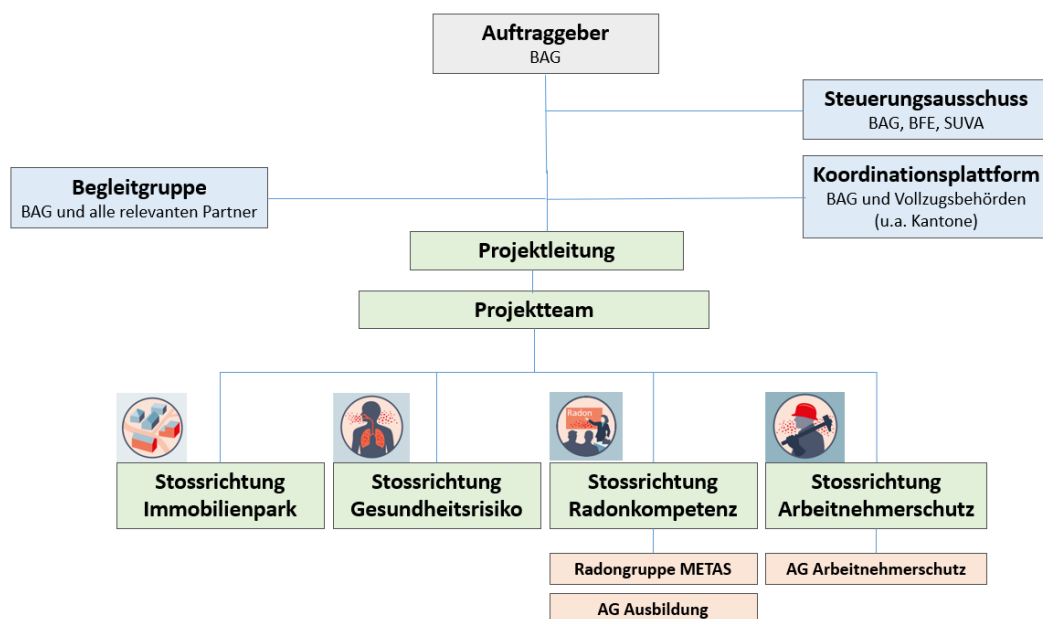 Auftraggeber
BAG
Steuerungsausschuss
BAG, BFE, SUVA
Begleitgruppe
BAG und alle relevanten Partner
Koordinationsplattform
BAG und Vollzugsbehörden
(u.a. Kantone)
Projektleitung
Projektteam
Radon
Stossrichtung
Immobilienpark
Stossrichtung
Gesundheitsrisiko
Stossrichtung
Radonkompetenz
Stossrichtung
Arbeitnehmerschutz
Radongruppe METAS
AG Arbeitnehmerschutz
AG Ausbildung